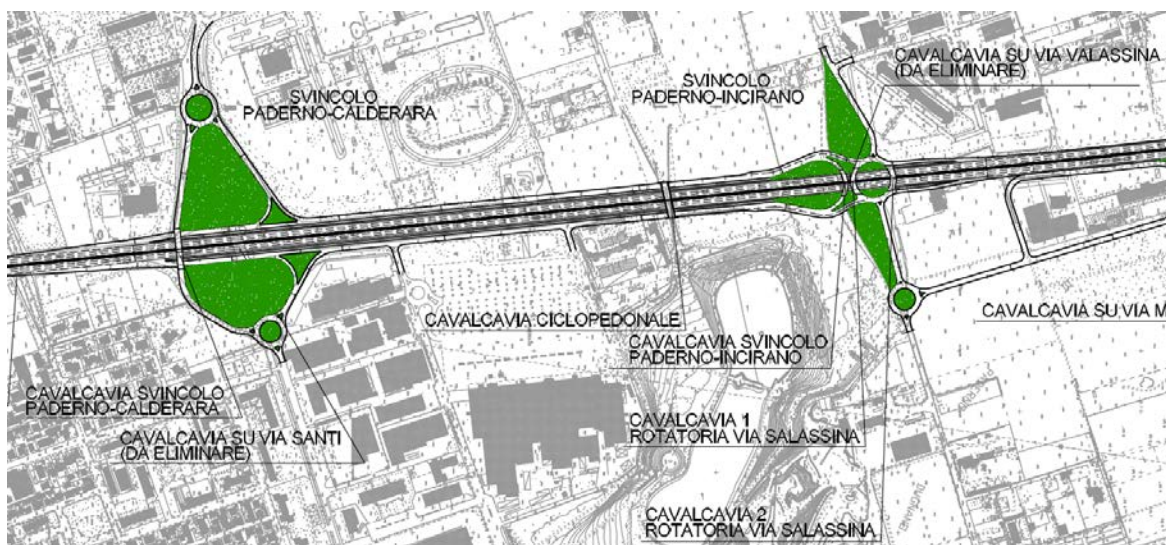 CAVALCAVIA SU VIA VALASSINA
(DA ELIMINARE)
SVINCOLO
PADERNO-INCIRANO
SVINCOLO
PADERNO-CALDERARA
CAVALCAVIA SU VIA M
CAVALCAVIA CICLOPEDONALE
CAVALCAVIA SVINCOLO
PADERNO-INCIRANO
CAVALCAVIA SVINCOLO
PADERNO-CALDERARA
CAVALCAVIA 1
ROTATORIA VIA SALASSINA
CAVALCAVIA SU VIA SANTI
(DA ELIMINARE)
CAVALCAVIA 2
ROTATORIA VIA SALASSINA